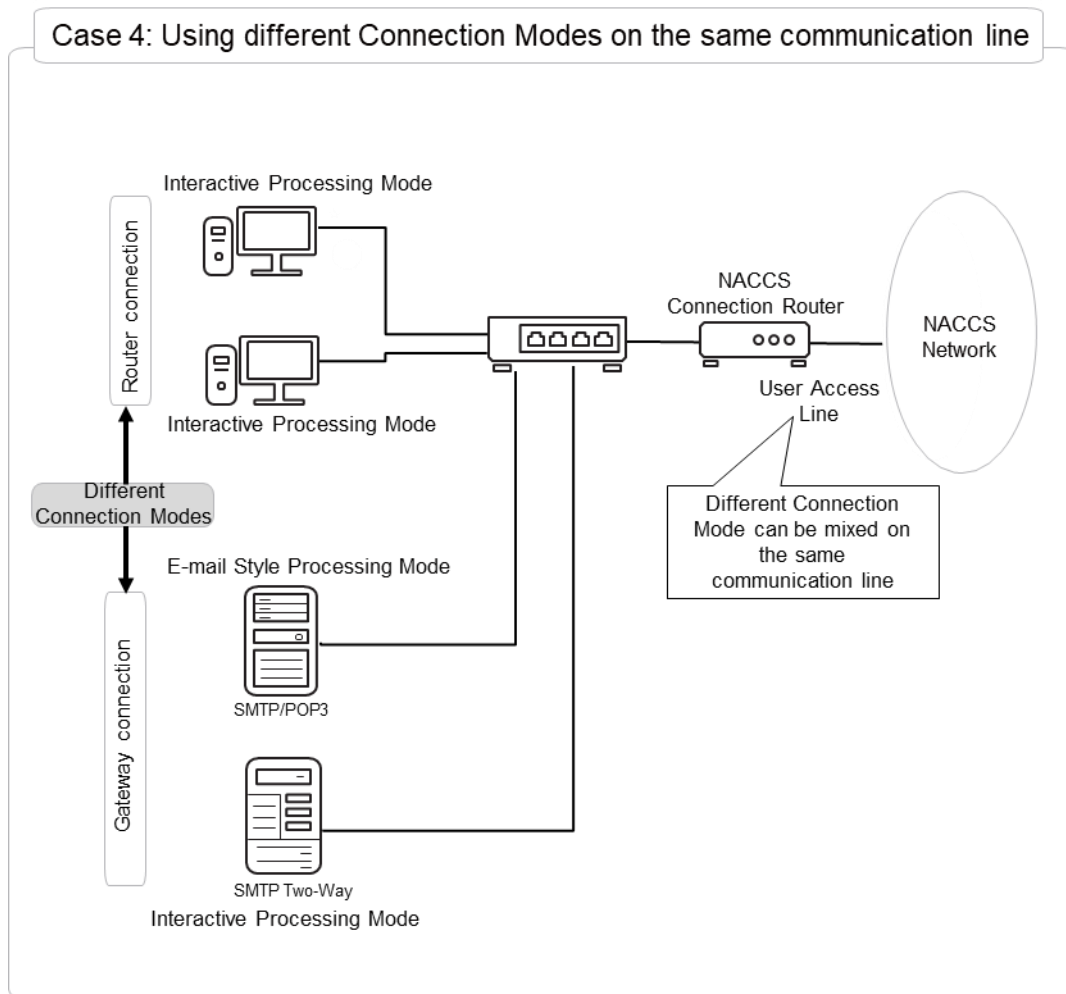 Case 4: Using different Connection Modes on the same communication line
Interactive Processing Mode
Router connection
NACCS
Connection Router
NACCS
Network
User Access
Line
Interactive Processing Mode
Different
Connection Modes
Different Connection
Mode can be mixed on
the same
communication line
E-mail Style Processing Mode
Gateway connection
SMTP/POP3
SMTP Two-Way
Interactive Processing Mode